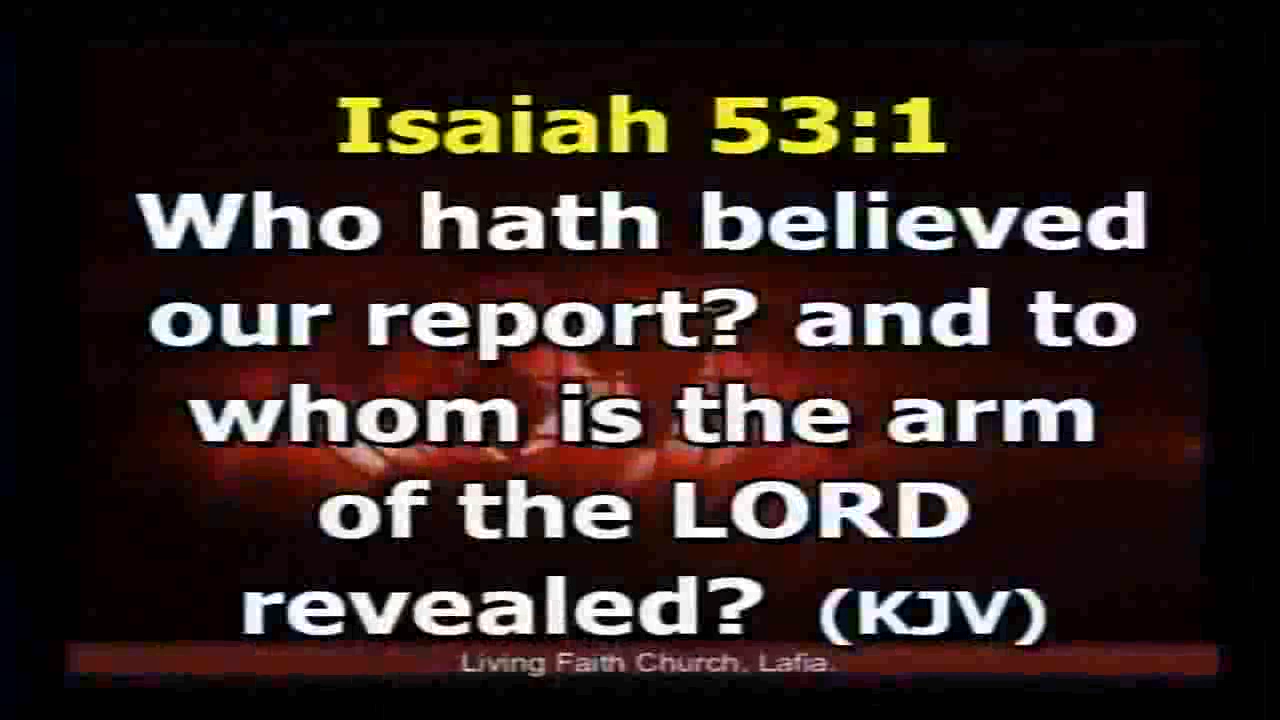 Isaiah 53:1
Who hath believed
our report? and to
whom is the arm
of the LORD
revealed? (KJV)
Living Faith Church, Lafia.